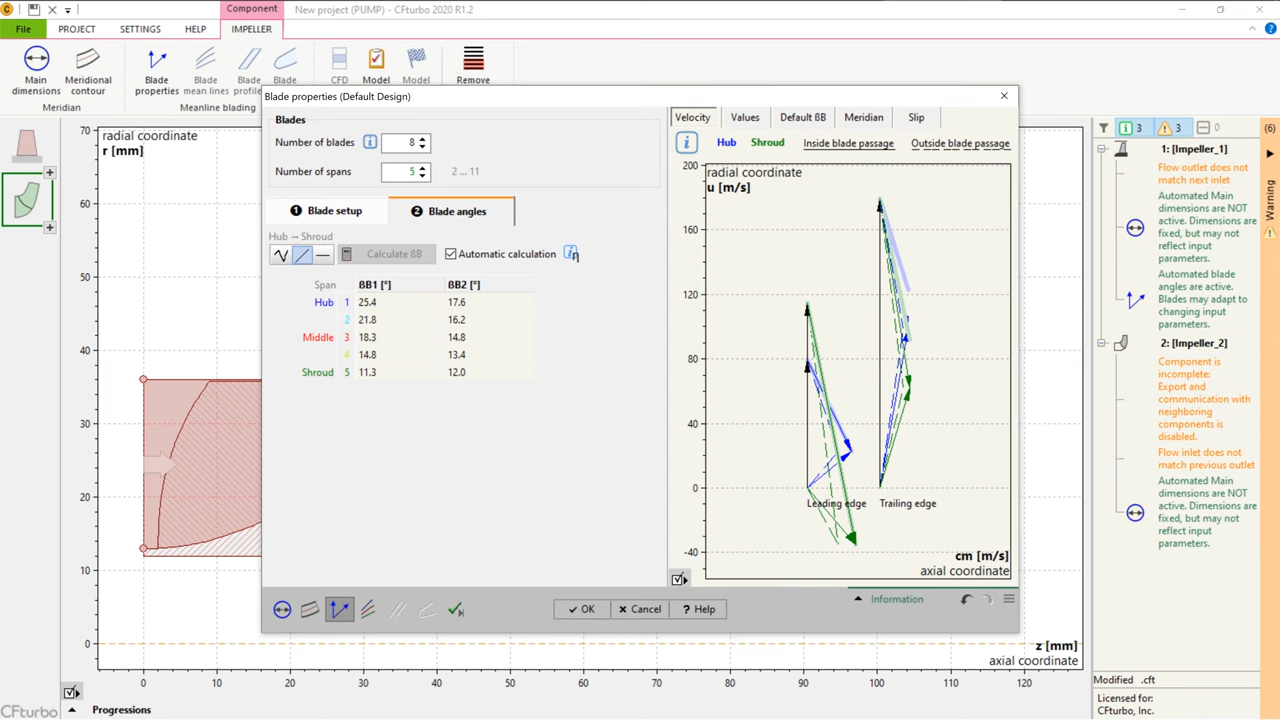 Component
New project (PUMP) - CFturbo 2020 R1.2
File PROJECT SETTINGS HELP IMPELLER
Main dimensions
Meridional contour
Blade properties
Blade mean lines
Blade profile
Blade
CFD
Model
Model
Remove
Meridian
Meanline blading
Blade properties (Default Design)
Blades
Number of blades 8
Number of spans 5 2 ... 11
1 Blade setup
2 Blade angles
Hub → Shroud
Calculate ßB
Automatic calculation
Span ßB1 [°] ßB2 [°]
Hub 1 25.4 17.6
2 21.8 16.2
Middle 3 18.3 14.8
4 14.8 13.4
Shroud 5 11.3 12.0
OK Cancel Help
Velocity Values Default ßB Meridian Slip
Hub Shroud Inside blade passage Outside blade passage
radial coordinate
u [m/s]
200
160
120
80
40
0
-40
Leading edge Trailing edge
cm [m/s]
axial coordinate
Information
radial coordinate
r [mm]
70
60
50
40
30
20
10
0
z [mm]
axial coordinate
0 10 20 30 40 50 60 70 80 90 100 110 120
CFturbo
Progressions
3 3 0
(6)
Warning
1: [Impeller_1]
Flow outlet does
not match next inlet
Automated Main
dimensions are NOT
active. Dimensions
are fixed, but may not
reflect input
parameters.
Automated blade
angles are active.
Blades may adapt to
changing input
parameters.
2: [Impeller_2]
Component is
incomplete:
Export and
communication with
neighboring
components is
disabled.
Flow inlet does not
match previous outlet
Automated Main
dimensions are NOT
active. Dimensions are
fixed, but may not
reflect input
parameters.
Modified .cft
Licensed for:
CFturbo, Inc.